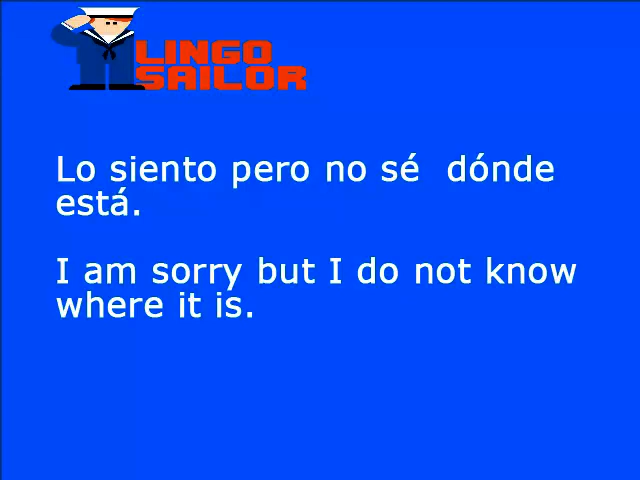 LINGO
SAILOR
Lo siento pero no sé  dónde
está.
I am sorry but I do not know
where it is.